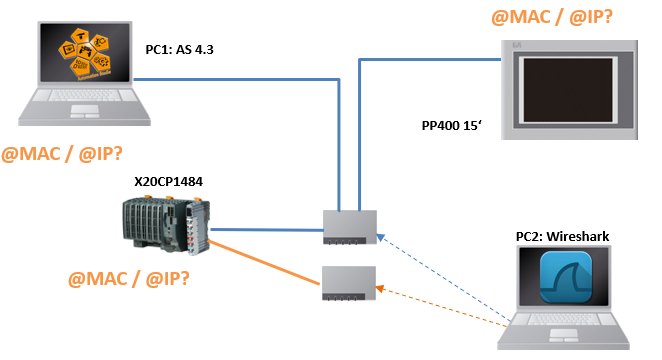 @MAC / @IP?
PC1: AS 4.3
PP400 15‘
@MAC / @IP?
X20CP1484
PC2: Wireshark
@MAC / @IP?